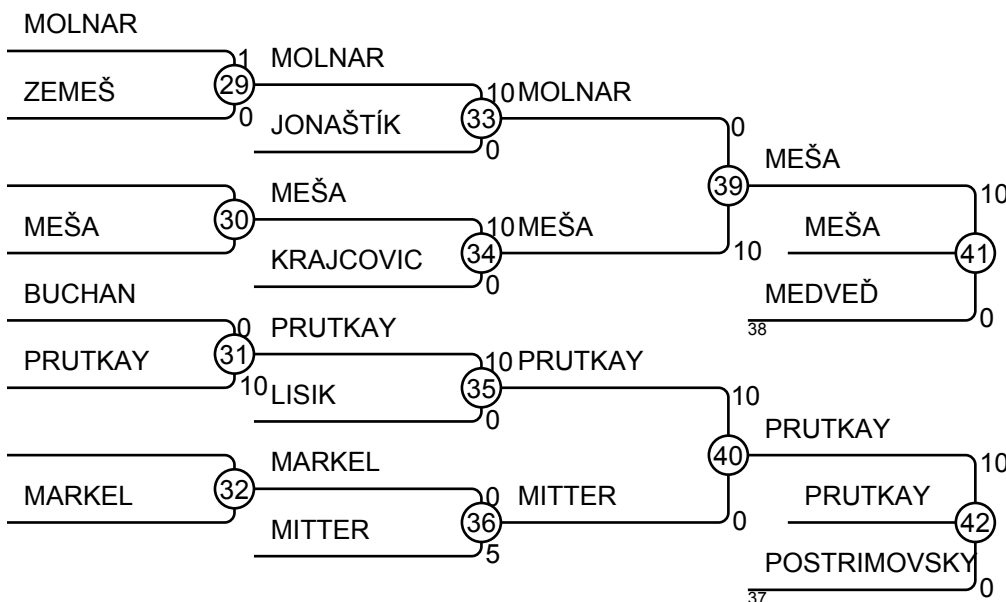 MOLNAR
1
MOLNAR
ZEMEŠ
29
0
10
MOLNAR
JONAŠTÍK
33
0
0
MEŠA
39
10
MEŠA
30
MEŠA
10
MEŠA
KRAJCOVIC
34
0
10
MEŠA
41
BUCHAN
0
PRUTKAY
MEDVEĎ
38
0
PRUTKAY
31
10
10
PRUTKAY
LISIK
35
0
10
PRUTKAY
40
10
MARKEL
32
MARKEL
0
MITTER
MITTER
36
5
0
PRUTKAY
42
POSTRIMOVSKY
37
0